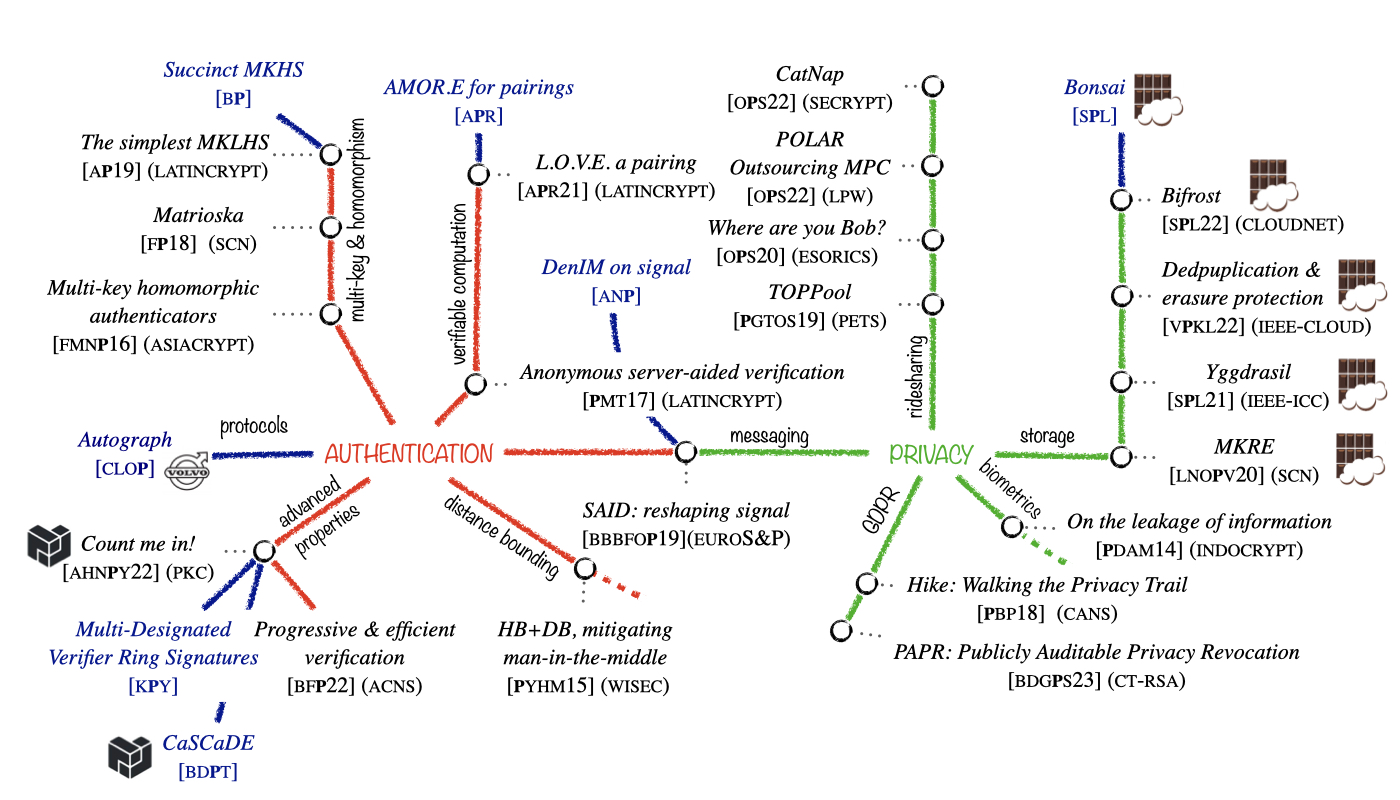 Succinct MKHS
[BP]
The simplest MKLHS
[AP19] (LATINCRYPT)
Matrioska
[FP18] (SCN)
Multi-key homomorphic
authenticators
[FMNP16] (ASIACRYPT)
multi-key & homomorphism
AMOR.E for pairings
[APR]
L.O.V.E. a pairing
[APR21] (LATINCRYPT)
verifiable computation
DenIM on signal
[ANP]
Anonymous server-aided verification
[PMT17] (LATINCRYPT)
CatNap
[OPS22] (SECRYPT)
POLAR
Outsourcing MPC
[OPS22] (LPW)
Where are you Bob?
[OPS20] (ESORICS)
TOPPool
[PGTOS19] (PETS)
ridesharing
Bonsai
[SPL]
Bifrost
[SPL22] (CLOUDNET)
Dedpuplication &
erasure protection
[VPKL22] (IEEE-CLOUD)
Yggdrasil
[SPL21] (IEEE-ICC)
MKRE
[LNOPV20] (SCN)
Autograph
[CLOP]
VOLVO
protocols
AUTHENTICATION
messaging
PRIVACY
storage
advanced
properties
distance bounding
SAID: reshaping signal
[BBBFOP19](EUROS&P)
GDPR
biometrics
On the leakage of information
[PDAM14] (INDOCRYPT)
Count me in!
[AHNPY22] (PKC)
Hike: Walking the Privacy Trail
[PBP18] (CANS)
PAPR: Publicly Auditable Privacy Revocation
[BDGPS23] (CT-RSA)
Multi-Designated
Verifier Ring Signatures
[KPY]
Progressive & efficient
verification
[BFP22] (ACNS)
HB+DB, mitigating
man-in-the-middle
[PYHM15] (WISEC)
CaSCaDE
[BDPT]